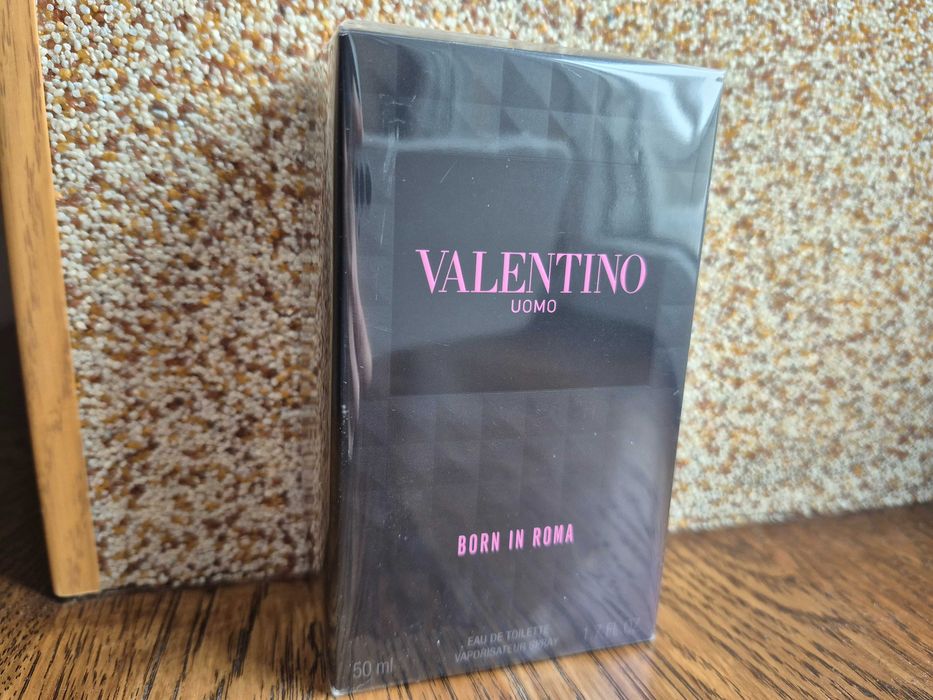 VALENTINO
UOMO
BORN IN ROMA
EAU DE TOILETTE
VAPORISATEUR SPRAY
50 ml 1.7 FL OZ